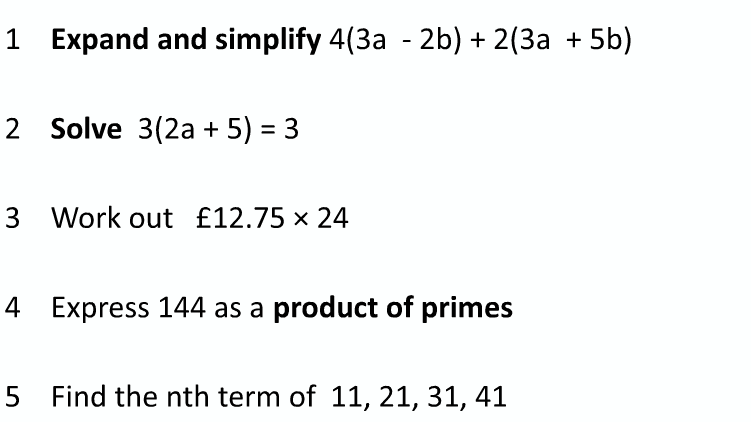 1 Expand and simplify 4(3a - 2b) + 2(3a + 5b)
2 Solve 3(2a + 5) = 3
3 Work out £12.75 × 24
4 Express 144 as a product of primes
5 Find the nth term of 11, 21, 31, 41